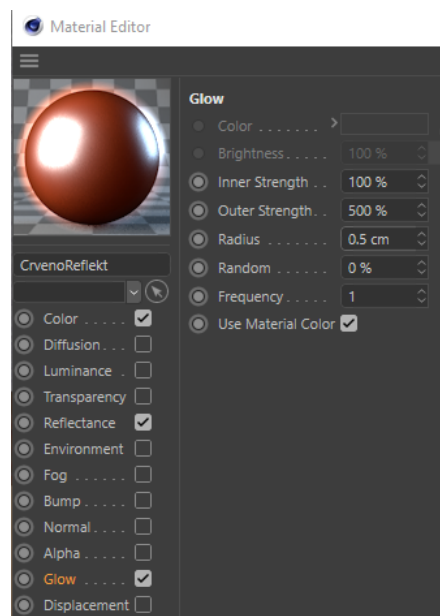 Material Editor
Glow
Color . . . . . . .
Brightness . . . . . 100 %
Inner Strength . . 100 %
Outer Strength . . 500 %
Radius . . . . . . . 0.5 cm
Random . . . . . . 0 %
Frequency . . . . . 1
Use Material Color
CrvenoReflekt
Color . . . . .
Diffusion . . .
Luminance .
Transparency
Reflectance
Environment
Fog . . . . . .
Bump . . . . .
Normal . . . .
Alpha . . . . .
Glow . . . . .
Displacement